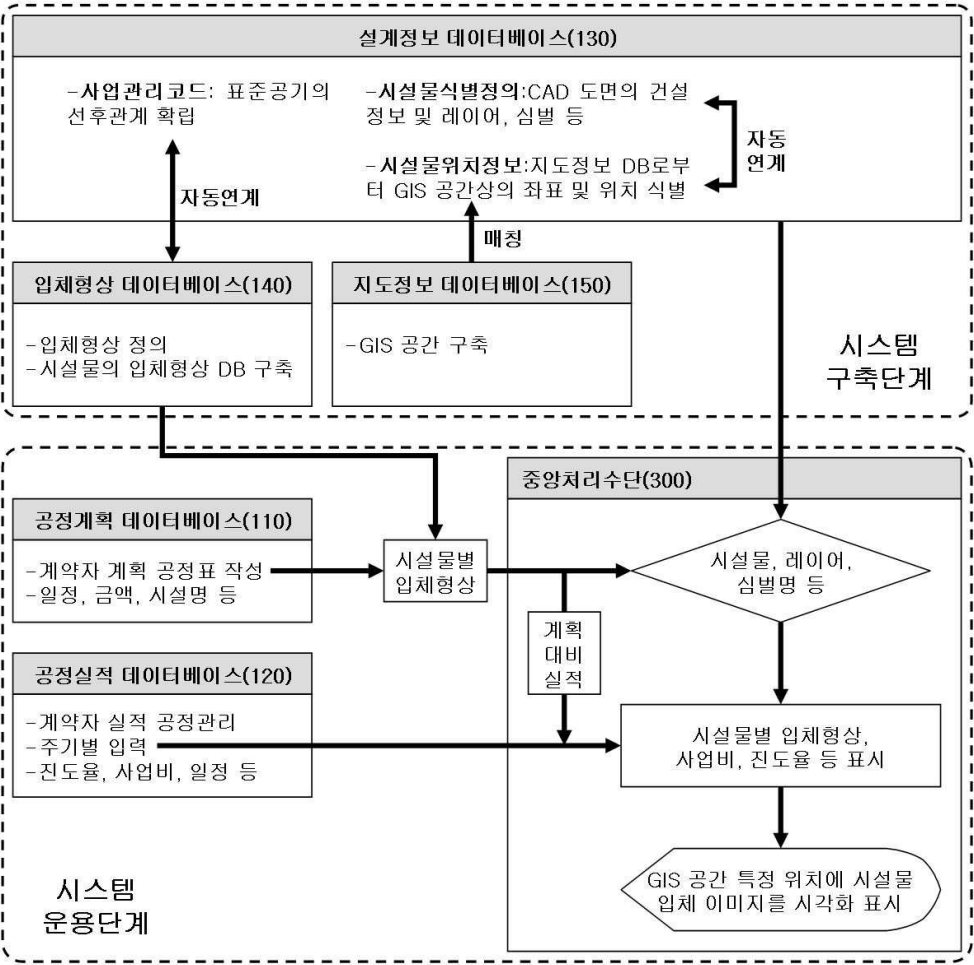 설계정보 데이터베이스(130)
-사업관리코드: 표준공기의
선후관계 확립
-시설물식별정의:CAD 도면의 건설
정보 및 레이어, 심벌 등
자동
연계
-시설물위치정보:지도정보 DB로부
터 GIS 공간상의 좌표 및 위치 식별
자동연계
매칭
입체형상 데이터베이스(140)
-입체형상 정의
-시설물의 입체형상 DB 구축
지도정보 데이터베이스(150)
-GIS 공간 구축
시스템
구축단계
중앙처리수단(300)
공정계획 데이터베이스(110)
-계약자 계획 공정표 작성
-일정, 금액, 시설명 등
시설물별
입체형상
시설물, 레이어,
심벌명 등
계획
대비
실적
공정실적 데이터베이스(120)
-계약자 실적 공정관리
-주기별 입력
-진도율, 사업비, 일정 등
시설물별 입체형상,
사업비, 진도율 등 표시
GIS 공간 특정 위치에 시설물
입체 이미지를 시각화 표시
시스템
운용단계